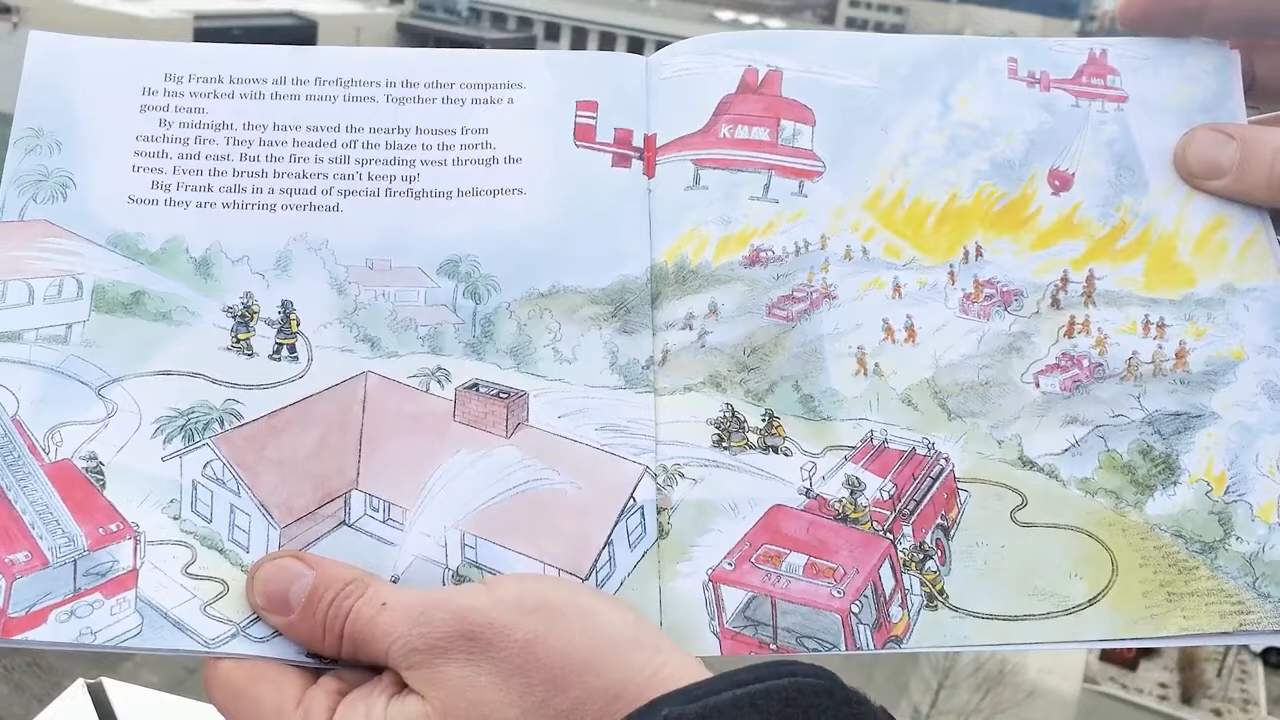 Big Frank knows all the firefighters in the other companies.
He has worked with them many times. Together they make a
good team.
By midnight, they have saved the nearby houses from
catching fire. They have headed off the blaze to the north,
south, and east. But the fire is still spreading west through the
trees. Even the brush breakers can't keep up!
Big Frank calls in a squad of special firefighting helicopters.
Soon they are whirring overhead.
K-MAX
K-MAX